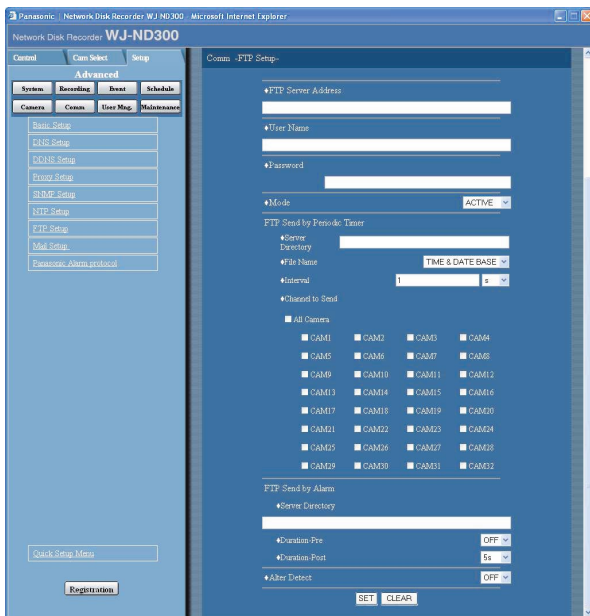 Panasonic | Network Disk Recorder WJ-ND300 - Microsoft Internet Explorer
Network Disk Recorder WJ-ND300
Control Cam Select Setup
Advanced
System Recording Event Schedule
Camera Comm User Mng. Maintenance
Basic Setup
DNS Setup
DDNS Setup
Proxy Setup
SNMP Setup
NTP Setup
FTP Setup
Mail Setup
Panasonic Alarm protocol
Quick Setup Menu
Registration
Comm -FTP Setup-
♦FTP Server Address
♦User Name
♦Password
♦Mode ACTIVE
FTP Send by Periodic Timer
♦Server
Directory
♦File Name TIME & DATE BASE
♦Interval 1 s
♦Channel to Send
All Camera
CAM1 CAM2 CAM3 CAM4
CAM5 CAM6 CAM7 CAM8
CAM9 CAM10 CAM11 CAM12
CAM13 CAM14 CAM15 CAM16
CAM17 CAM18 CAM19 CAM20
CAM21 CAM22 CAM23 CAM24
CAM25 CAM26 CAM27 CAM28
CAM29 CAM30 CAM31 CAM32
FTP Send by Alarm
♦Server Directory
♦Duration-Pre OFF
♦Duration-Post 5s
♦Alter Detect OFF
SET CLEAR